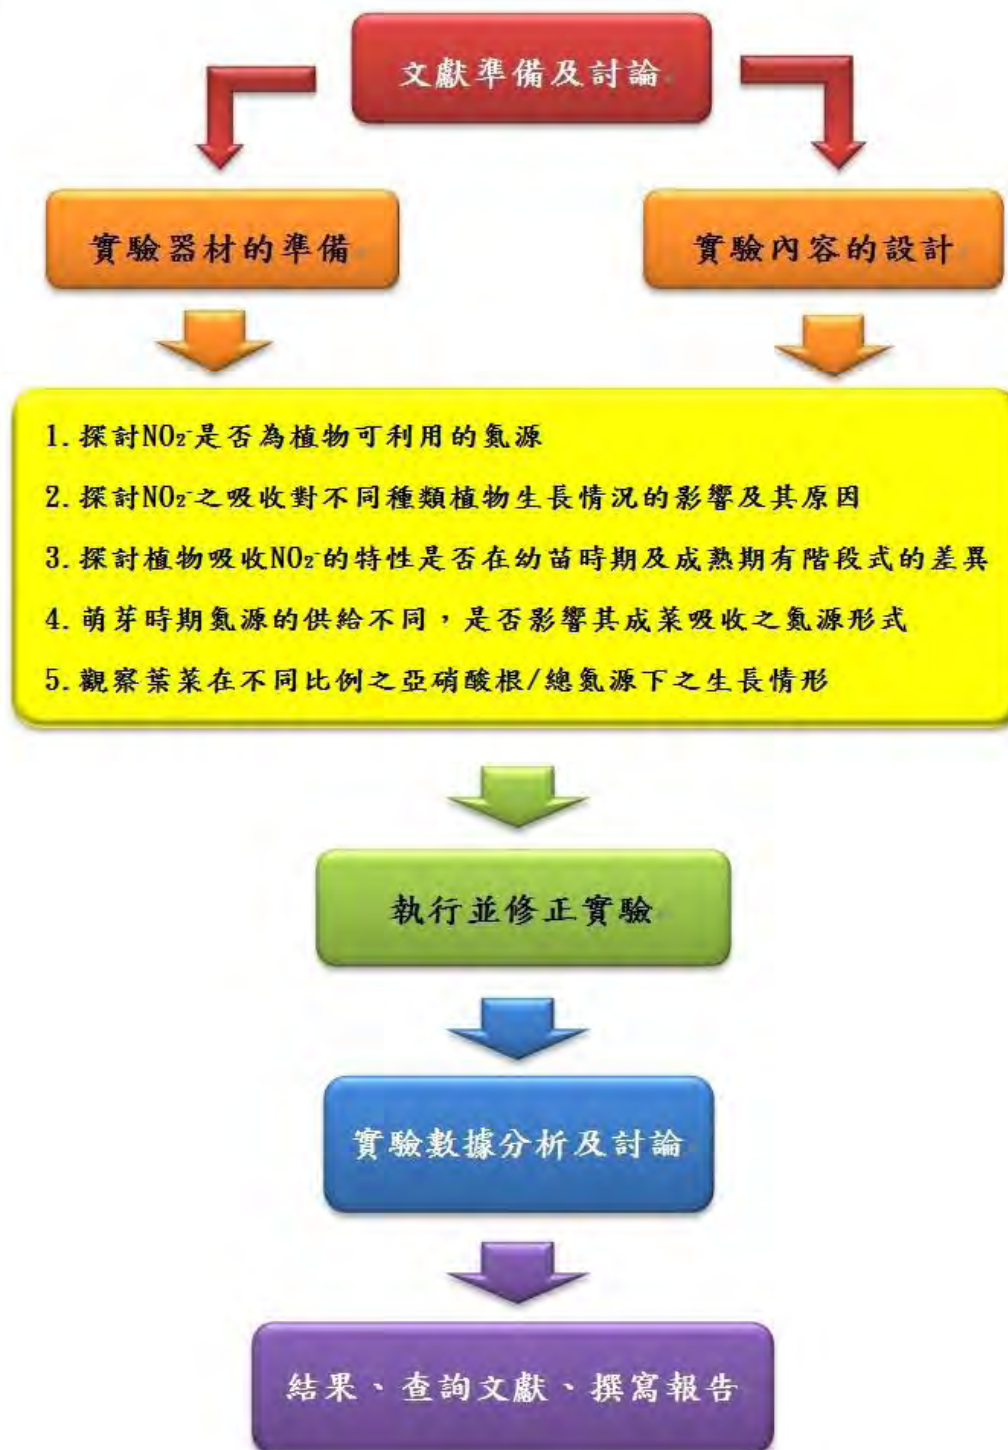 文獻準備及討論
實驗器材的準備
實驗內容的設計
1. 探討NO₂⁻是否為植物可利用的氮源
2. 探討NO₂⁻之吸收對不同種類植物生長情況的影響及其原因
3. 探討植物吸收NO₂⁻的特性是否在幼苗時期及成熟期有階段式的差異
4. 萌芽時期氮源的供給不同，是否影響其成菜吸收之氮源形式
5. 觀察葉菜在不同比例之亞硝酸根/總氮源下之生長情形
執行並修正實驗
實驗數據分析及討論
結果、查詢文獻、撰寫報告